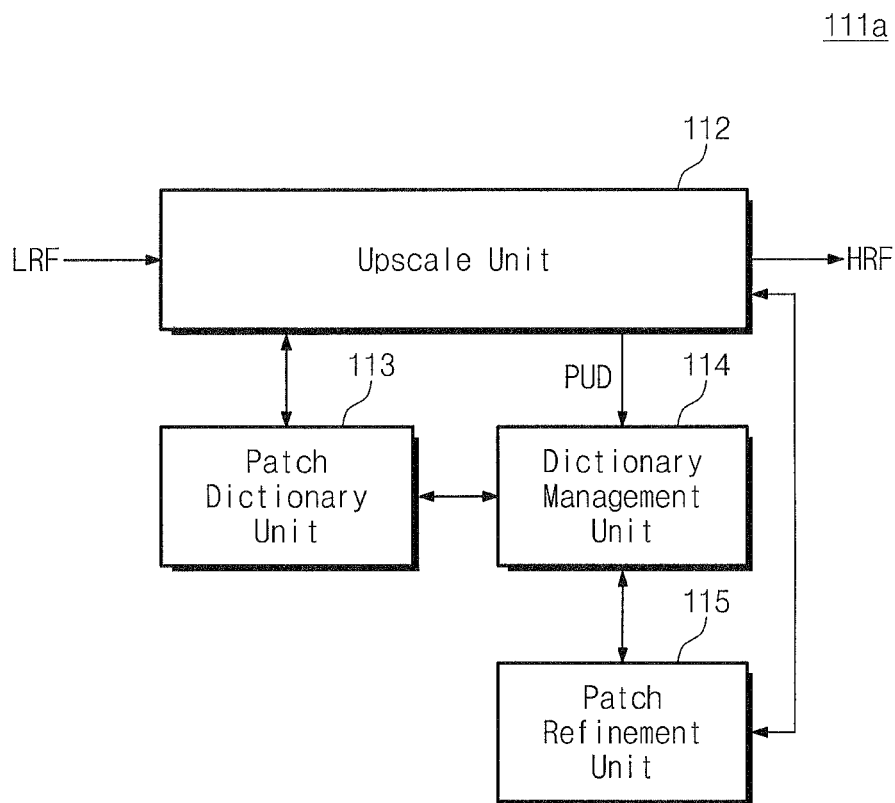 111a
112
LRF
Upscale Unit
HRF
113
PUD
114
Patch
Dictionary
Unit
Dictionary
Management
Unit
115
Patch
Refinement
Unit